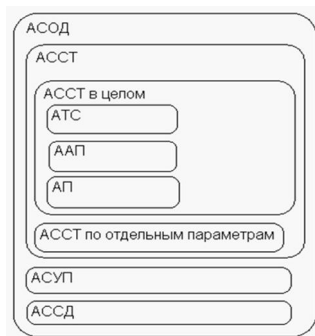 АСОД
АССТ
АССТ в целом
АТС
ААП
АП
АССТ по отдельным параметрам
АСУП
АССД